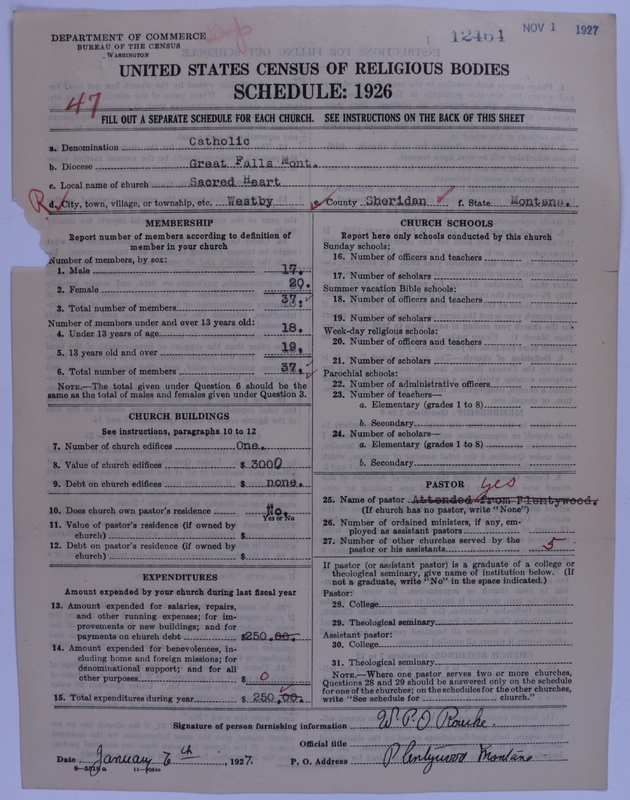 DEPARTMENT OF COMMERCE
BUREAU OF THE CENSUS
WASHINGTON
12461
NOV 1 1927
UNITED STATES CENSUS OF RELIGIOUS BODIES
SCHEDULE: 1926
47
FILL OUT A SEPARATE SCHEDULE FOR EACH CHURCH. SEE INSTRUCTIONS ON THE BACK OF THIS SHEET
a. Denomination Catholic
b. Diocese Great Falls Mont.
c. Local name of church Sacred Heart
R d. City, town, village, or township, etc. Westby e. County Sheridan f. State Montana.
MEMBERSHIP
Report number of members according to definition of
member in your church
Number of members, by sex:
1. Male 17.
2. Female 20.
3. Total number of members 37.
Number of members under and over 13 years old:
4. Under 13 years of age 18.
5. 13 years old and over 19.
6. Total number of members 37.
NOTE.—The total given under Question 6 should be the
same as the total of males and females given under Question 3.
CHURCH BUILDINGS
See instructions, paragraphs 10 to 12
7. Number of church edifices One.
8. Value of church edifices $ 3000
9. Debt on church edifices $ none.
10. Does church own pastor's residence No.
Yes or No
11. Value of pastor's residence (if owned by
church) $
12. Debt on pastor's residence (if owned by
church) $
EXPENDITURES
Amount expended by your church during last fiscal year
13. Amount expended for salaries, repairs,
and other running expenses; for im-
provements or new buildings; and for
payments on church debt $250.00.
14. Amount expended for benevolences, in-
cluding home and foreign missions; for
denominational support; and for all
other purposes $ 0
15. Total expenditures during year $ 250.00.
CHURCH SCHOOLS
Report here only schools conducted by this church
Sunday schools:
16. Number of officers and teachers
17. Number of scholars
Summer vacation Bible schools:
18. Number of officers and teachers
19. Number of scholars
Week-day religious schools:
20. Number of officers and teachers
21. Number of scholars
Parochial schools:
22. Number of administrative officers
23. Number of teachers—
a. Elementary (grades 1 to 8)
b. Secondary
24. Number of scholars—
a. Elementary (grades 1 to 8)
b. Secondary
PASTOR yes
25. Name of pastor Attended from Plentywood.
(If church has no pastor, write "None")
26. Number of ordained ministers, if any, em-
ployed as assistant pastors
27. Number of other churches served by the
pastor or his assistants 5
If pastor (or assistant pastor) is a graduate of a college or
theological seminary, give name of institution below. (If
not a graduate, write "No" in the space indicated.)
Pastor:
28. College
29. Theological seminary
Assistant pastor:
30. College
31. Theological seminary
NOTE.—Where one pastor serves two or more churches,
Questions 28 and 29 should be answered only on the schedule
for one of the churches; on the schedules for the other churches,
write "See schedule for church."
Signature of person furnishing information W. P. O Rourke.
Official title
Date January 7th, 1927. P. O. Address Plentywood Montana